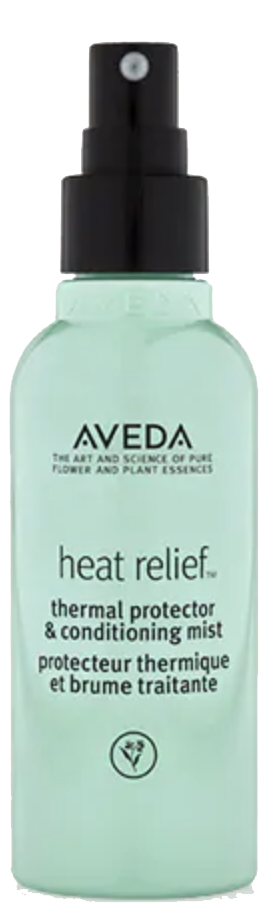 AVEDA
AVEDA
THE ART AND SCIENCE OF PURE
FLOWER AND PLANT ESSENCES
heat relief™
thermal protector
& conditioning mist
protecteur thermique
et brume traitante